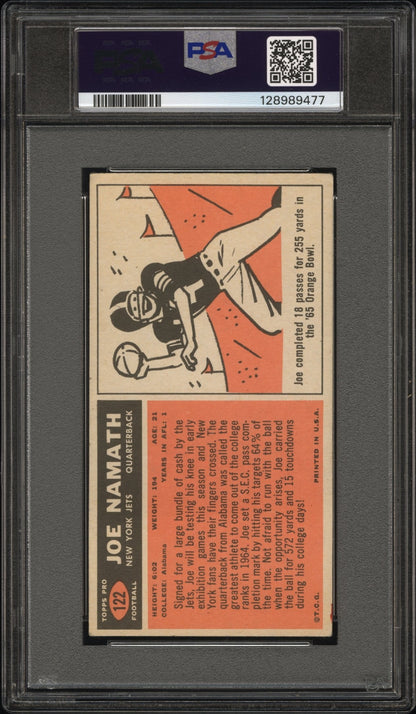 PSA
128989477
TOPPS PRO
122
FOOTBALL
JOE NAMATH
NEW YORK JETS QUARTERBACK
HEIGHT: 6:02 WEIGHT: 194 AGE: 21
COLLEGE: Alabama YEARS IN AFL: 1
Signed for a large bundle of cash by the
Jets, Joe will be testing his knee in early
exhibition games this season and New
York fans have their fingers crossed. The
quarterback from Alabama was called the
greatest athlete to come out of the college
ranks in 1964. Joe set a S.E.C. pass com-
pletion mark by hitting his targets 64% of
the time. Not afraid to run with the ball
when the opportunity arises, Joe carried
the ball for 572 yards and 15 touchdowns
during his college days!
©T.C.G. PRINTED IN U.S.A.
Joe completed 18 passes for 255 yards in
the '65 Orange Bowl.